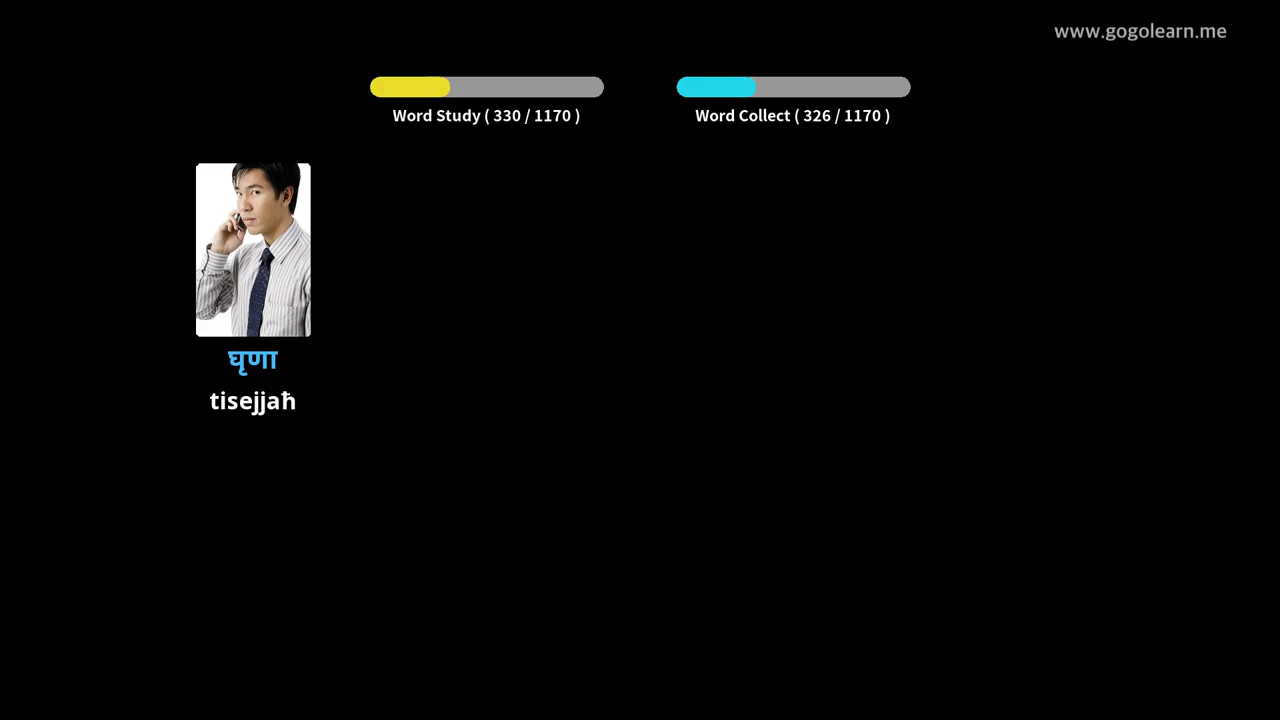 www.gogolearn.me
Word Study ( 330 / 1170 )
Word Collect ( 326 / 1170 )
घृणा
tisejjaħ